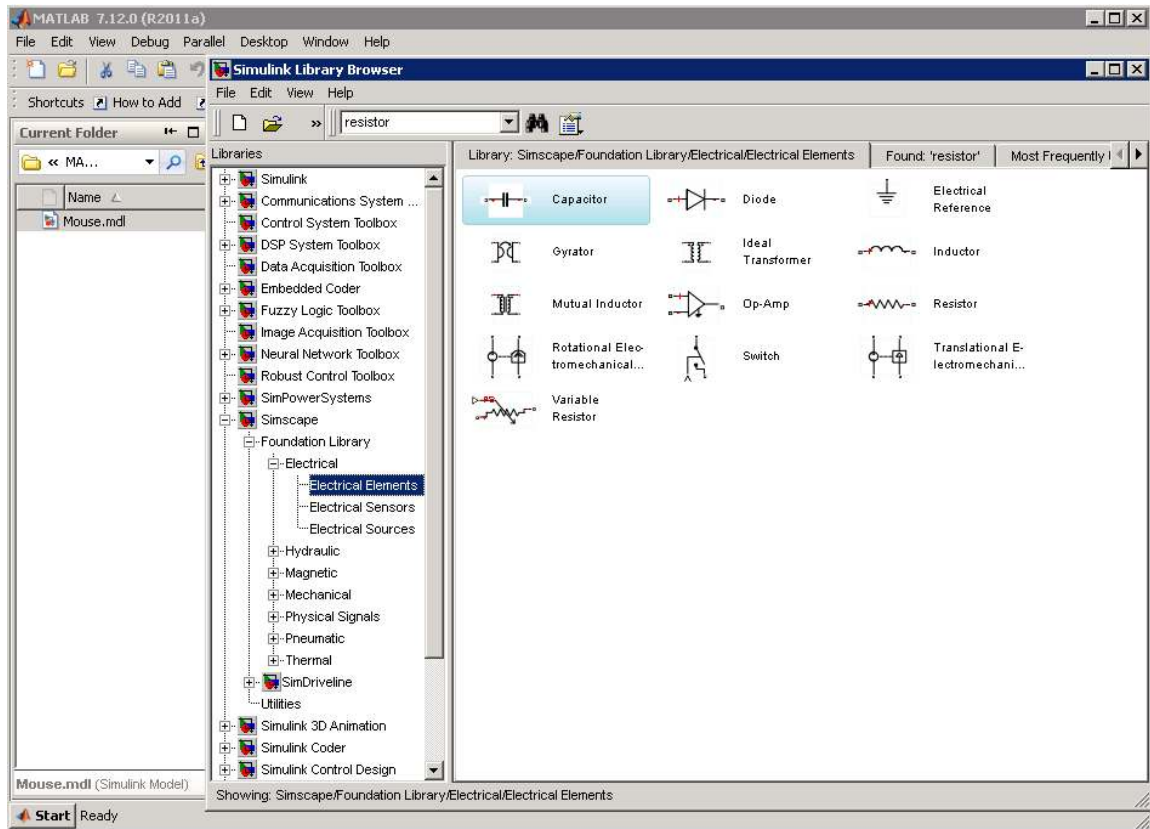 MATLAB 7.12.0 (R2011a)
File Edit View Debug Parallel Desktop Window Help
Simulink Library Browser
Shortcuts How to Add
File Edit View Help
Current Folder
» resistor
« MA...
Name
Mouse.mdl
Libraries
Simulink
Communications System ...
Control System Toolbox
DSP System Toolbox
Data Acquisition Toolbox
Embedded Coder
Fuzzy Logic Toolbox
Image Acquisition Toolbox
Neural Network Toolbox
Robust Control Toolbox
SimPowerSystems
Simscape
Foundation Library
Electrical
Electrical Elements
Electrical Sensors
Electrical Sources
Hydraulic
Magnetic
Mechanical
Physical Signals
Pneumatic
Thermal
SimDriveline
Utilities
Simulink 3D Animation
Simulink Coder
Simulink Control Design
Library: Simscape/Foundation Library/Electrical/Electrical Elements Found: 'resistor' Most Frequently
Capacitor
Diode
Electrical
Reference
Gyrator
Ideal
Transformer
Inductor
Mutual Inductor
Op-Amp
Resistor
Rotational Elec-
tromechanical...
Switch
Translational E-
lectromechani...
PS
Variable
Resistor
Mouse.mdl (Simulink Model)
Showing: Simscape/Foundation Library/Electrical/Electrical Elements
Start Ready